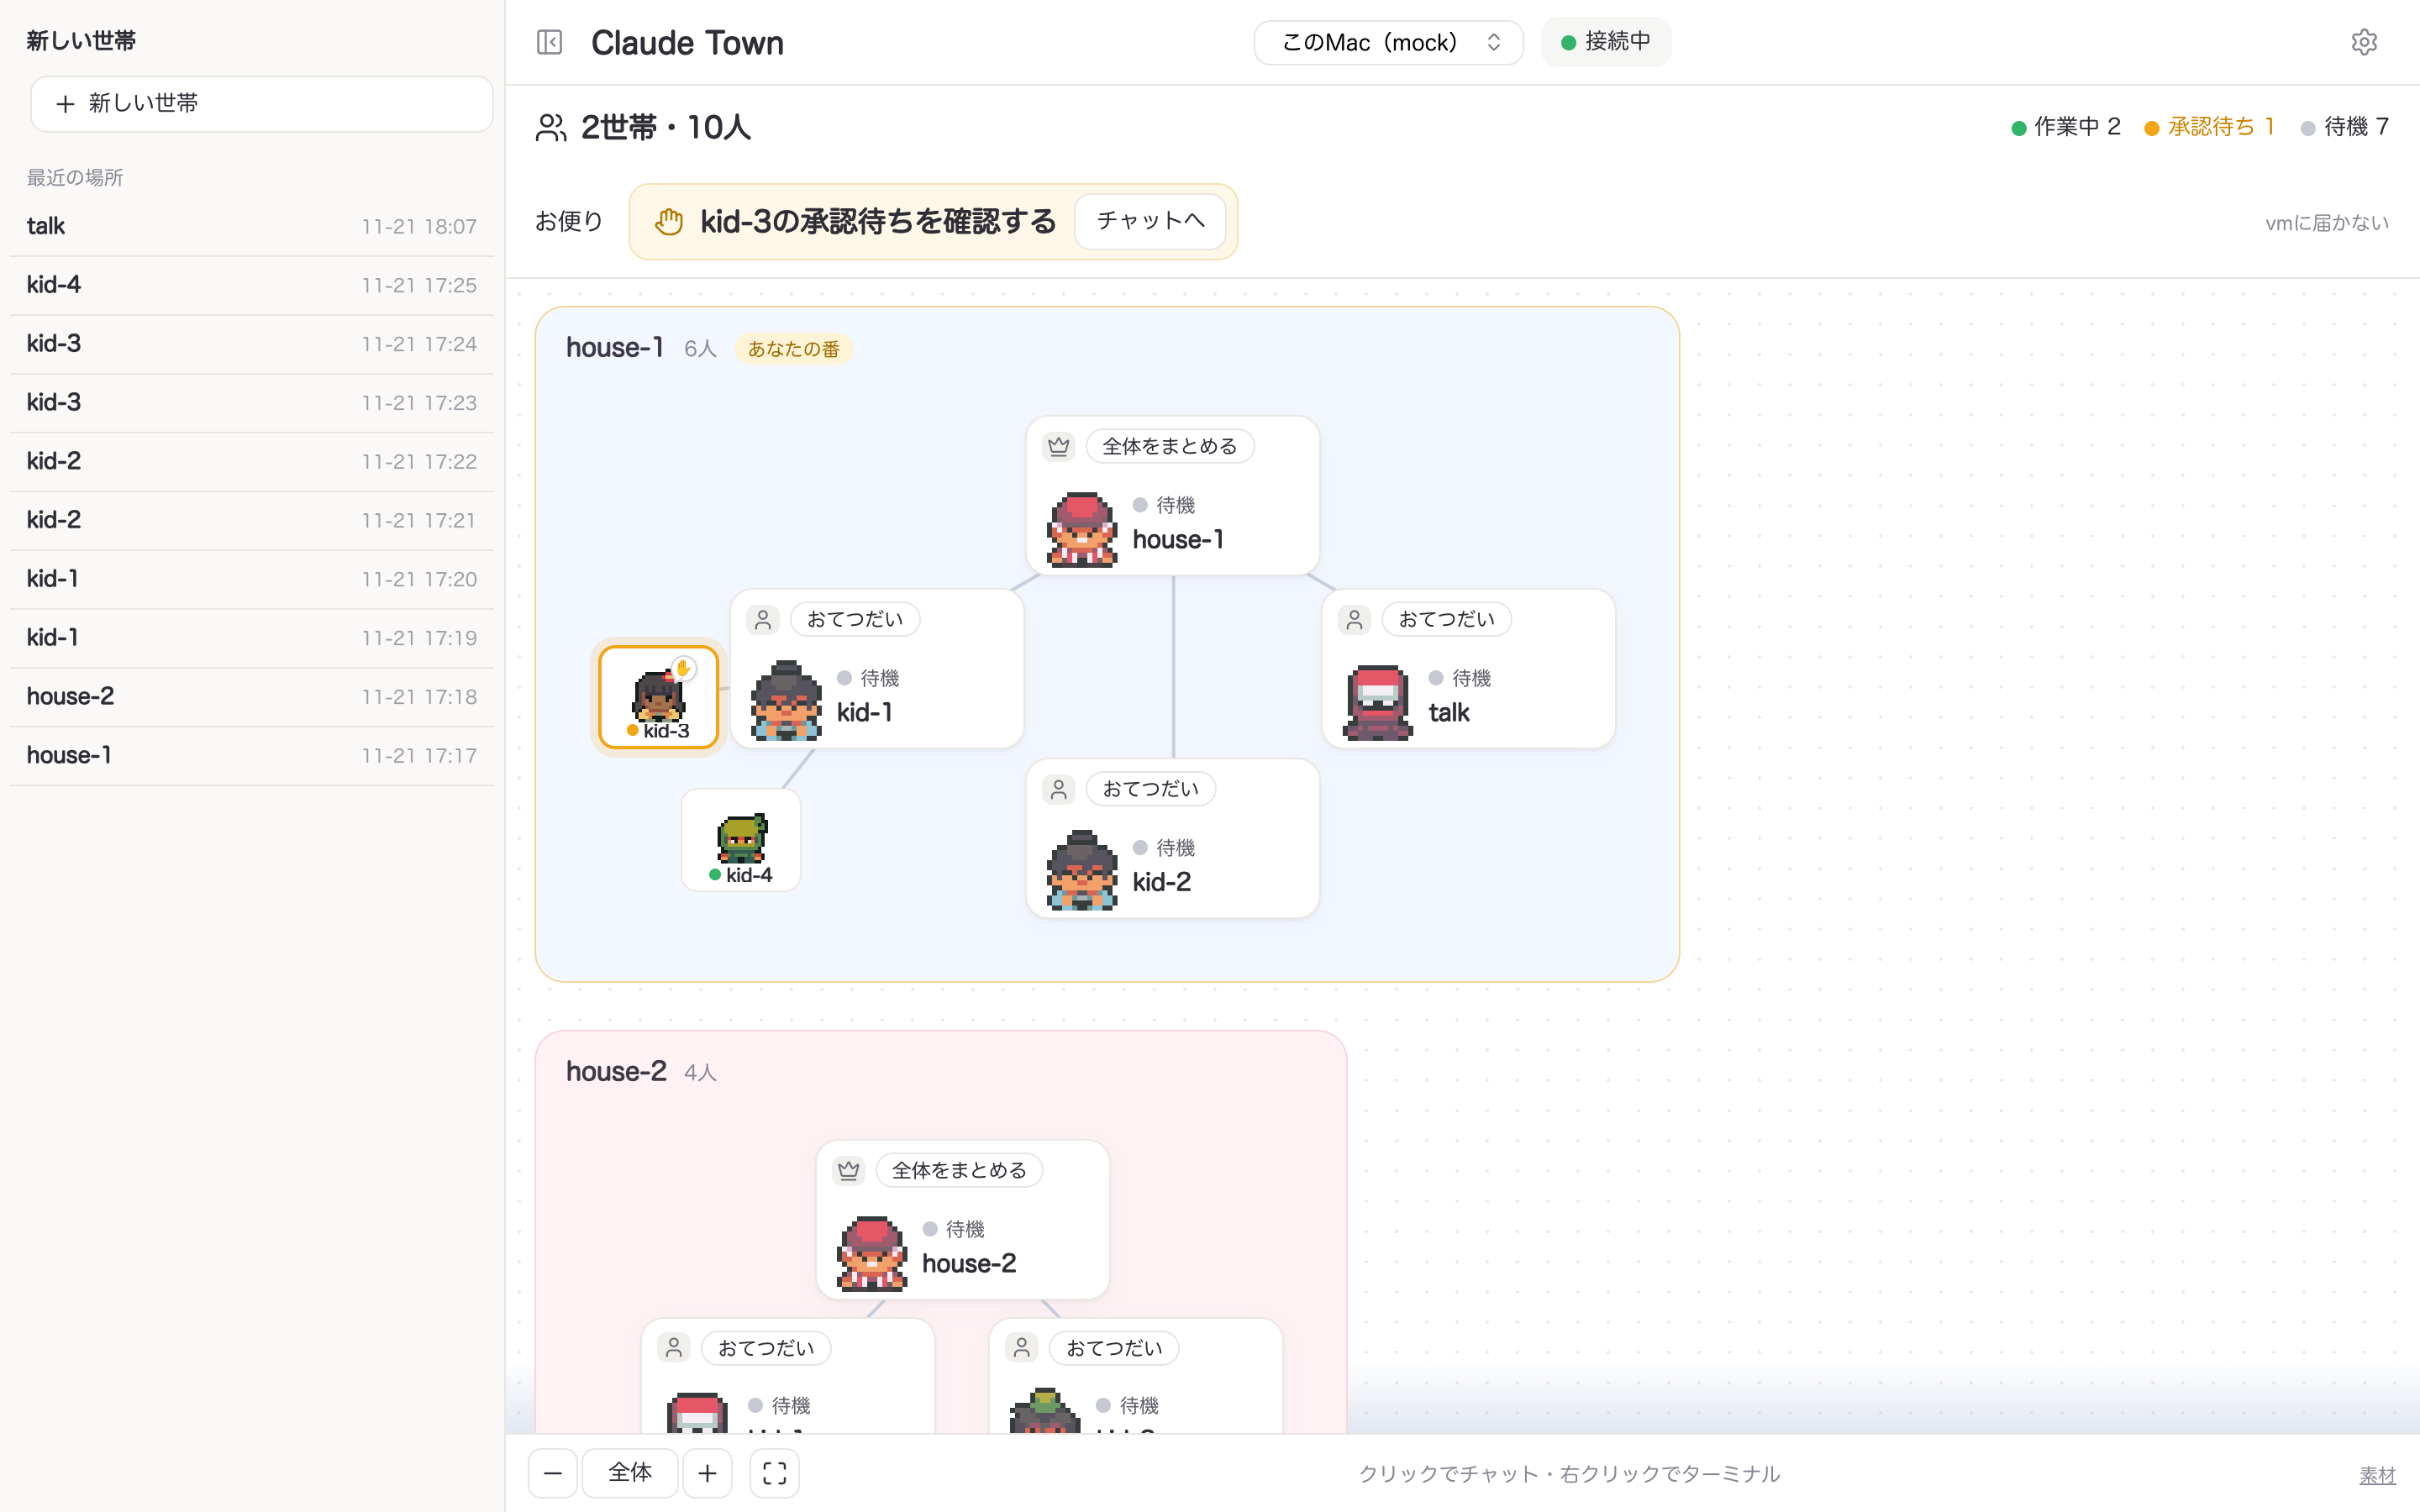 新しい世帯
+ 新しい世帯
最近の場所
talk 11-21 18:07
kid-4 11-21 17:25
kid-3 11-21 17:24
kid-3 11-21 17:23
kid-2 11-21 17:22
kid-2 11-21 17:21
kid-1 11-21 17:20
kid-1 11-21 17:19
house-2 11-21 17:18
house-1 11-21 17:17
Claude Town
このMac（mock）
接続中
2世帯・10人
作業中 2 承認待ち 1 待機 7
お便り
kid-3の承認待ちを確認する
チャットへ
vmに届かない
house-1 6人 あなたの番
全体をまとめる
待機
house-1
おてつだい
待機
kid-1
おてつだい
待機
talk
kid-3
kid-4
おてつだい
待機
kid-2
house-2 4人
全体をまとめる
待機
house-2
おてつだい
待機
おてつだい
待機
全体
クリックでチャット・右クリックでターミナル
素材